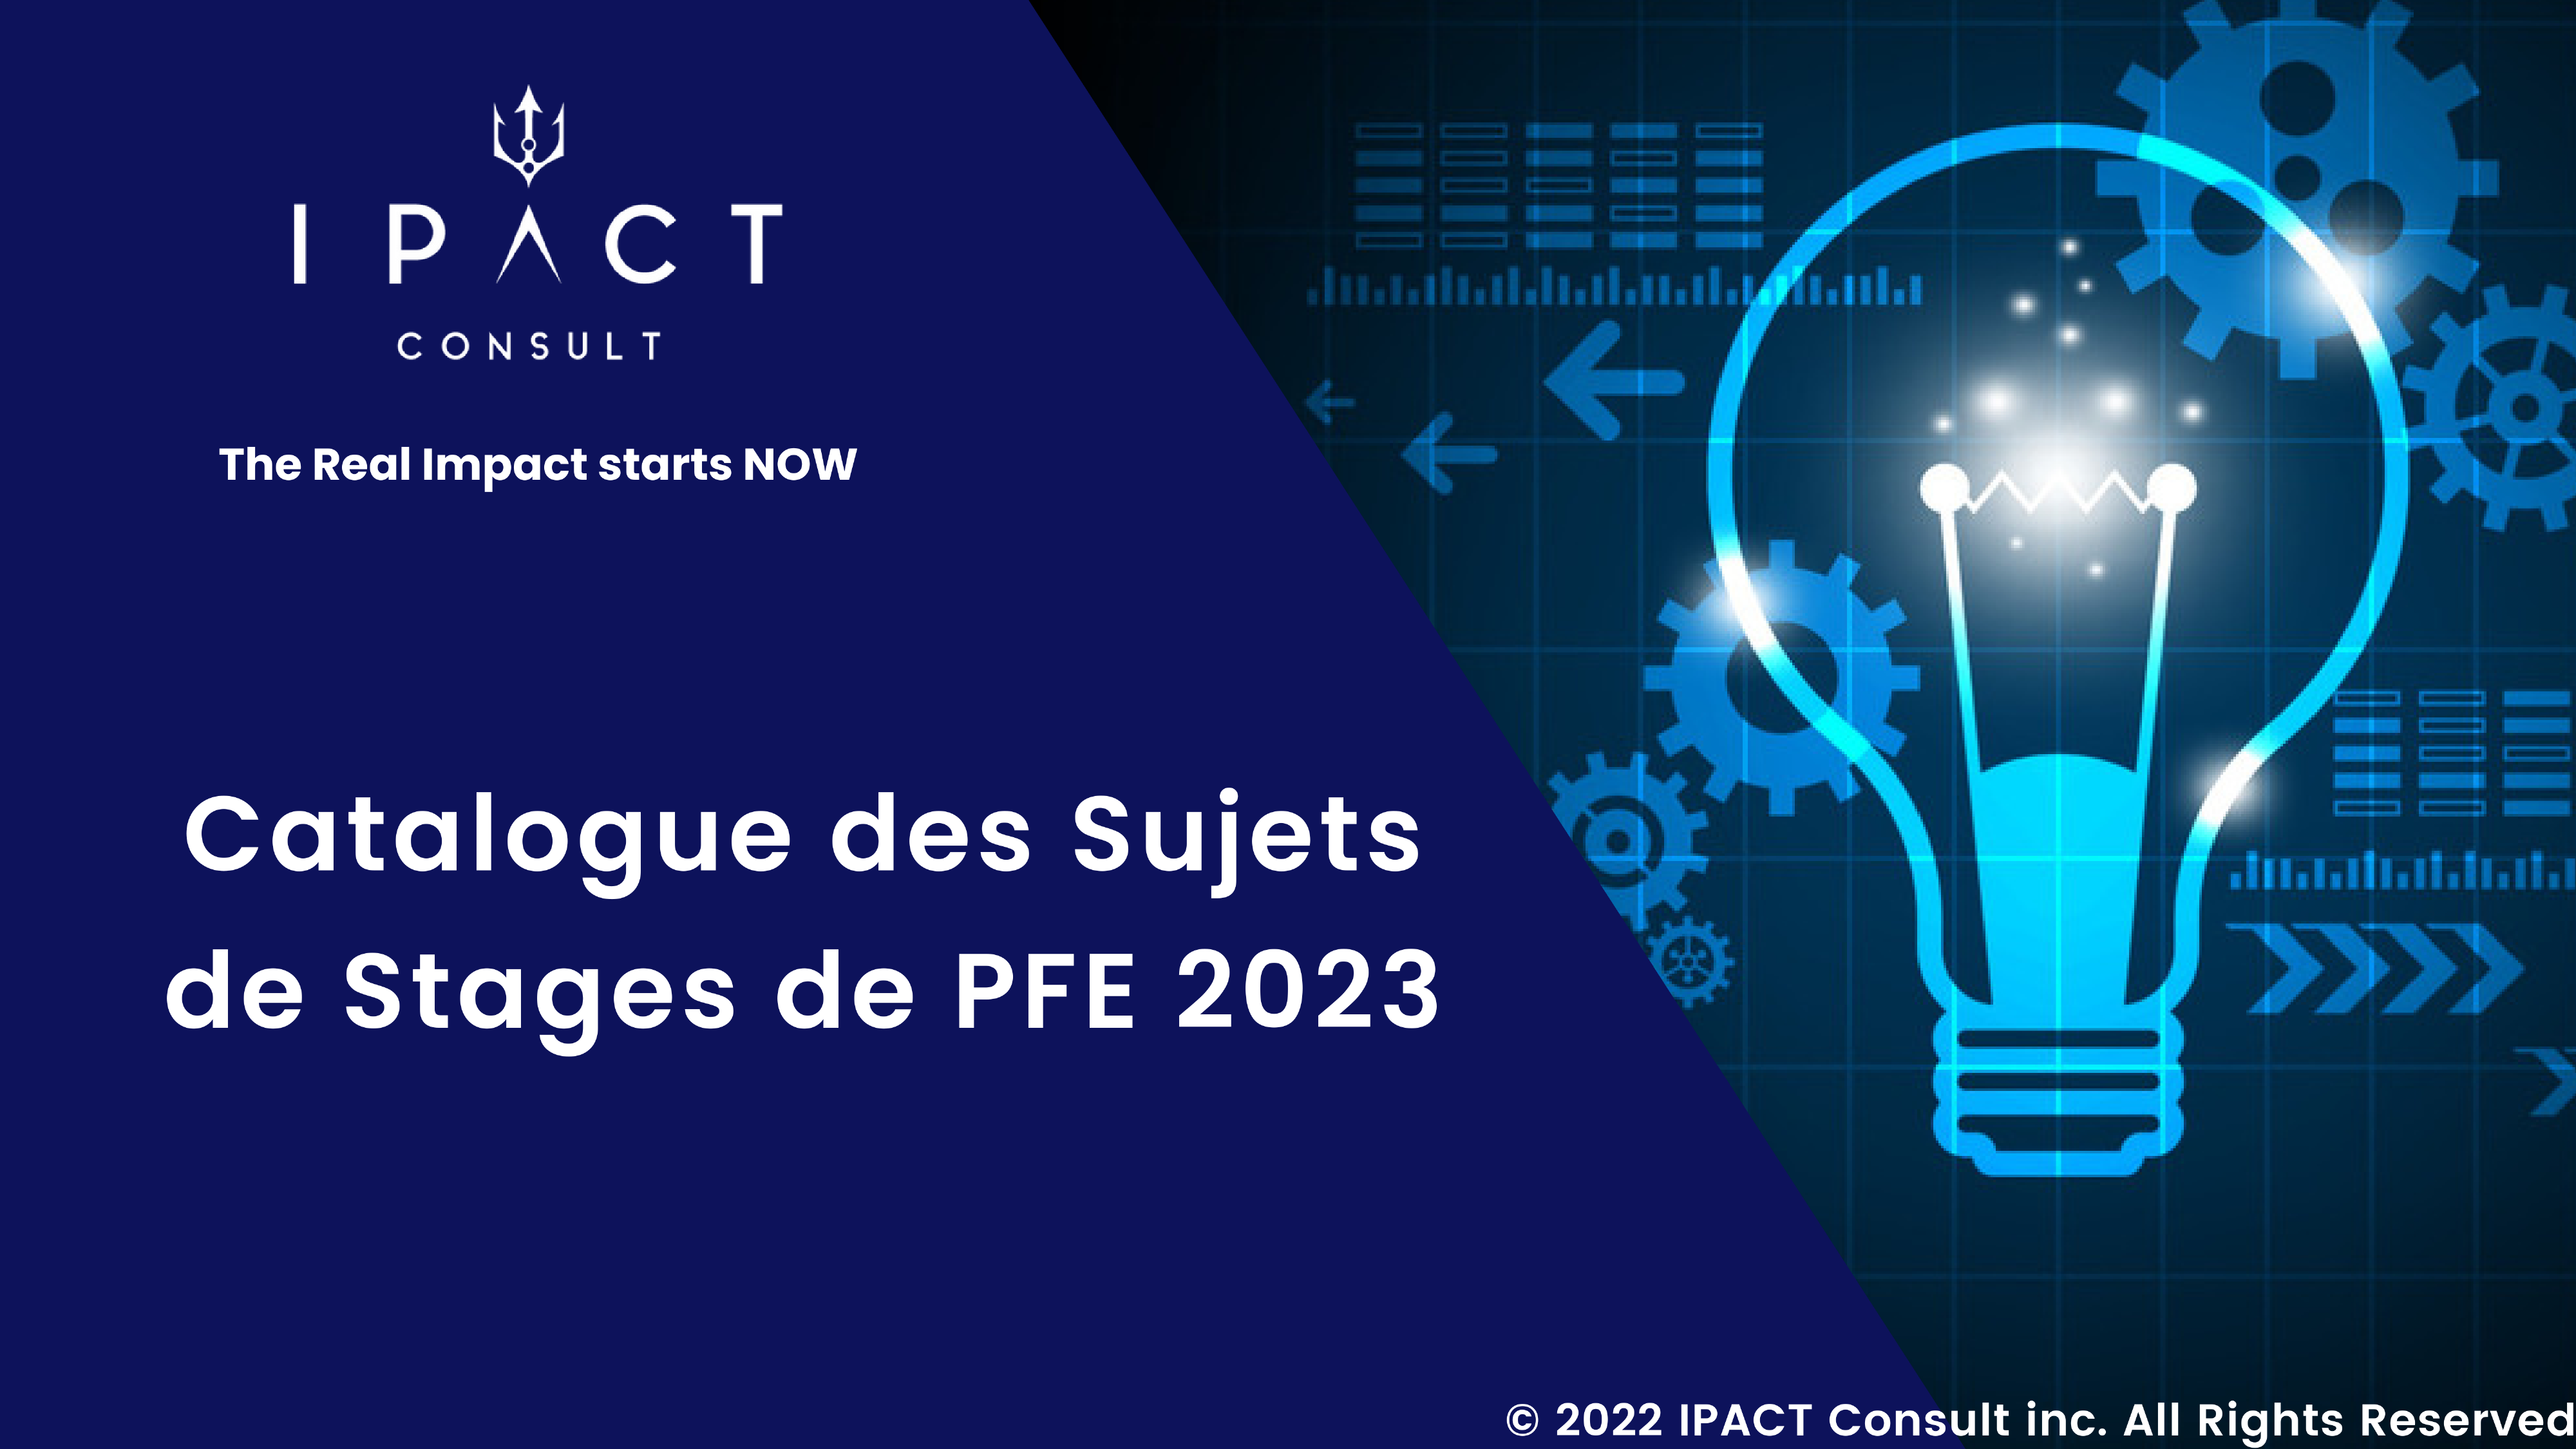 IPACT
CONSULT
The Real Impact starts NOW
Catalogue des Sujets
de Stages de PFE 2023
© 2022 IPACT Consult inc. All Rights Reserved